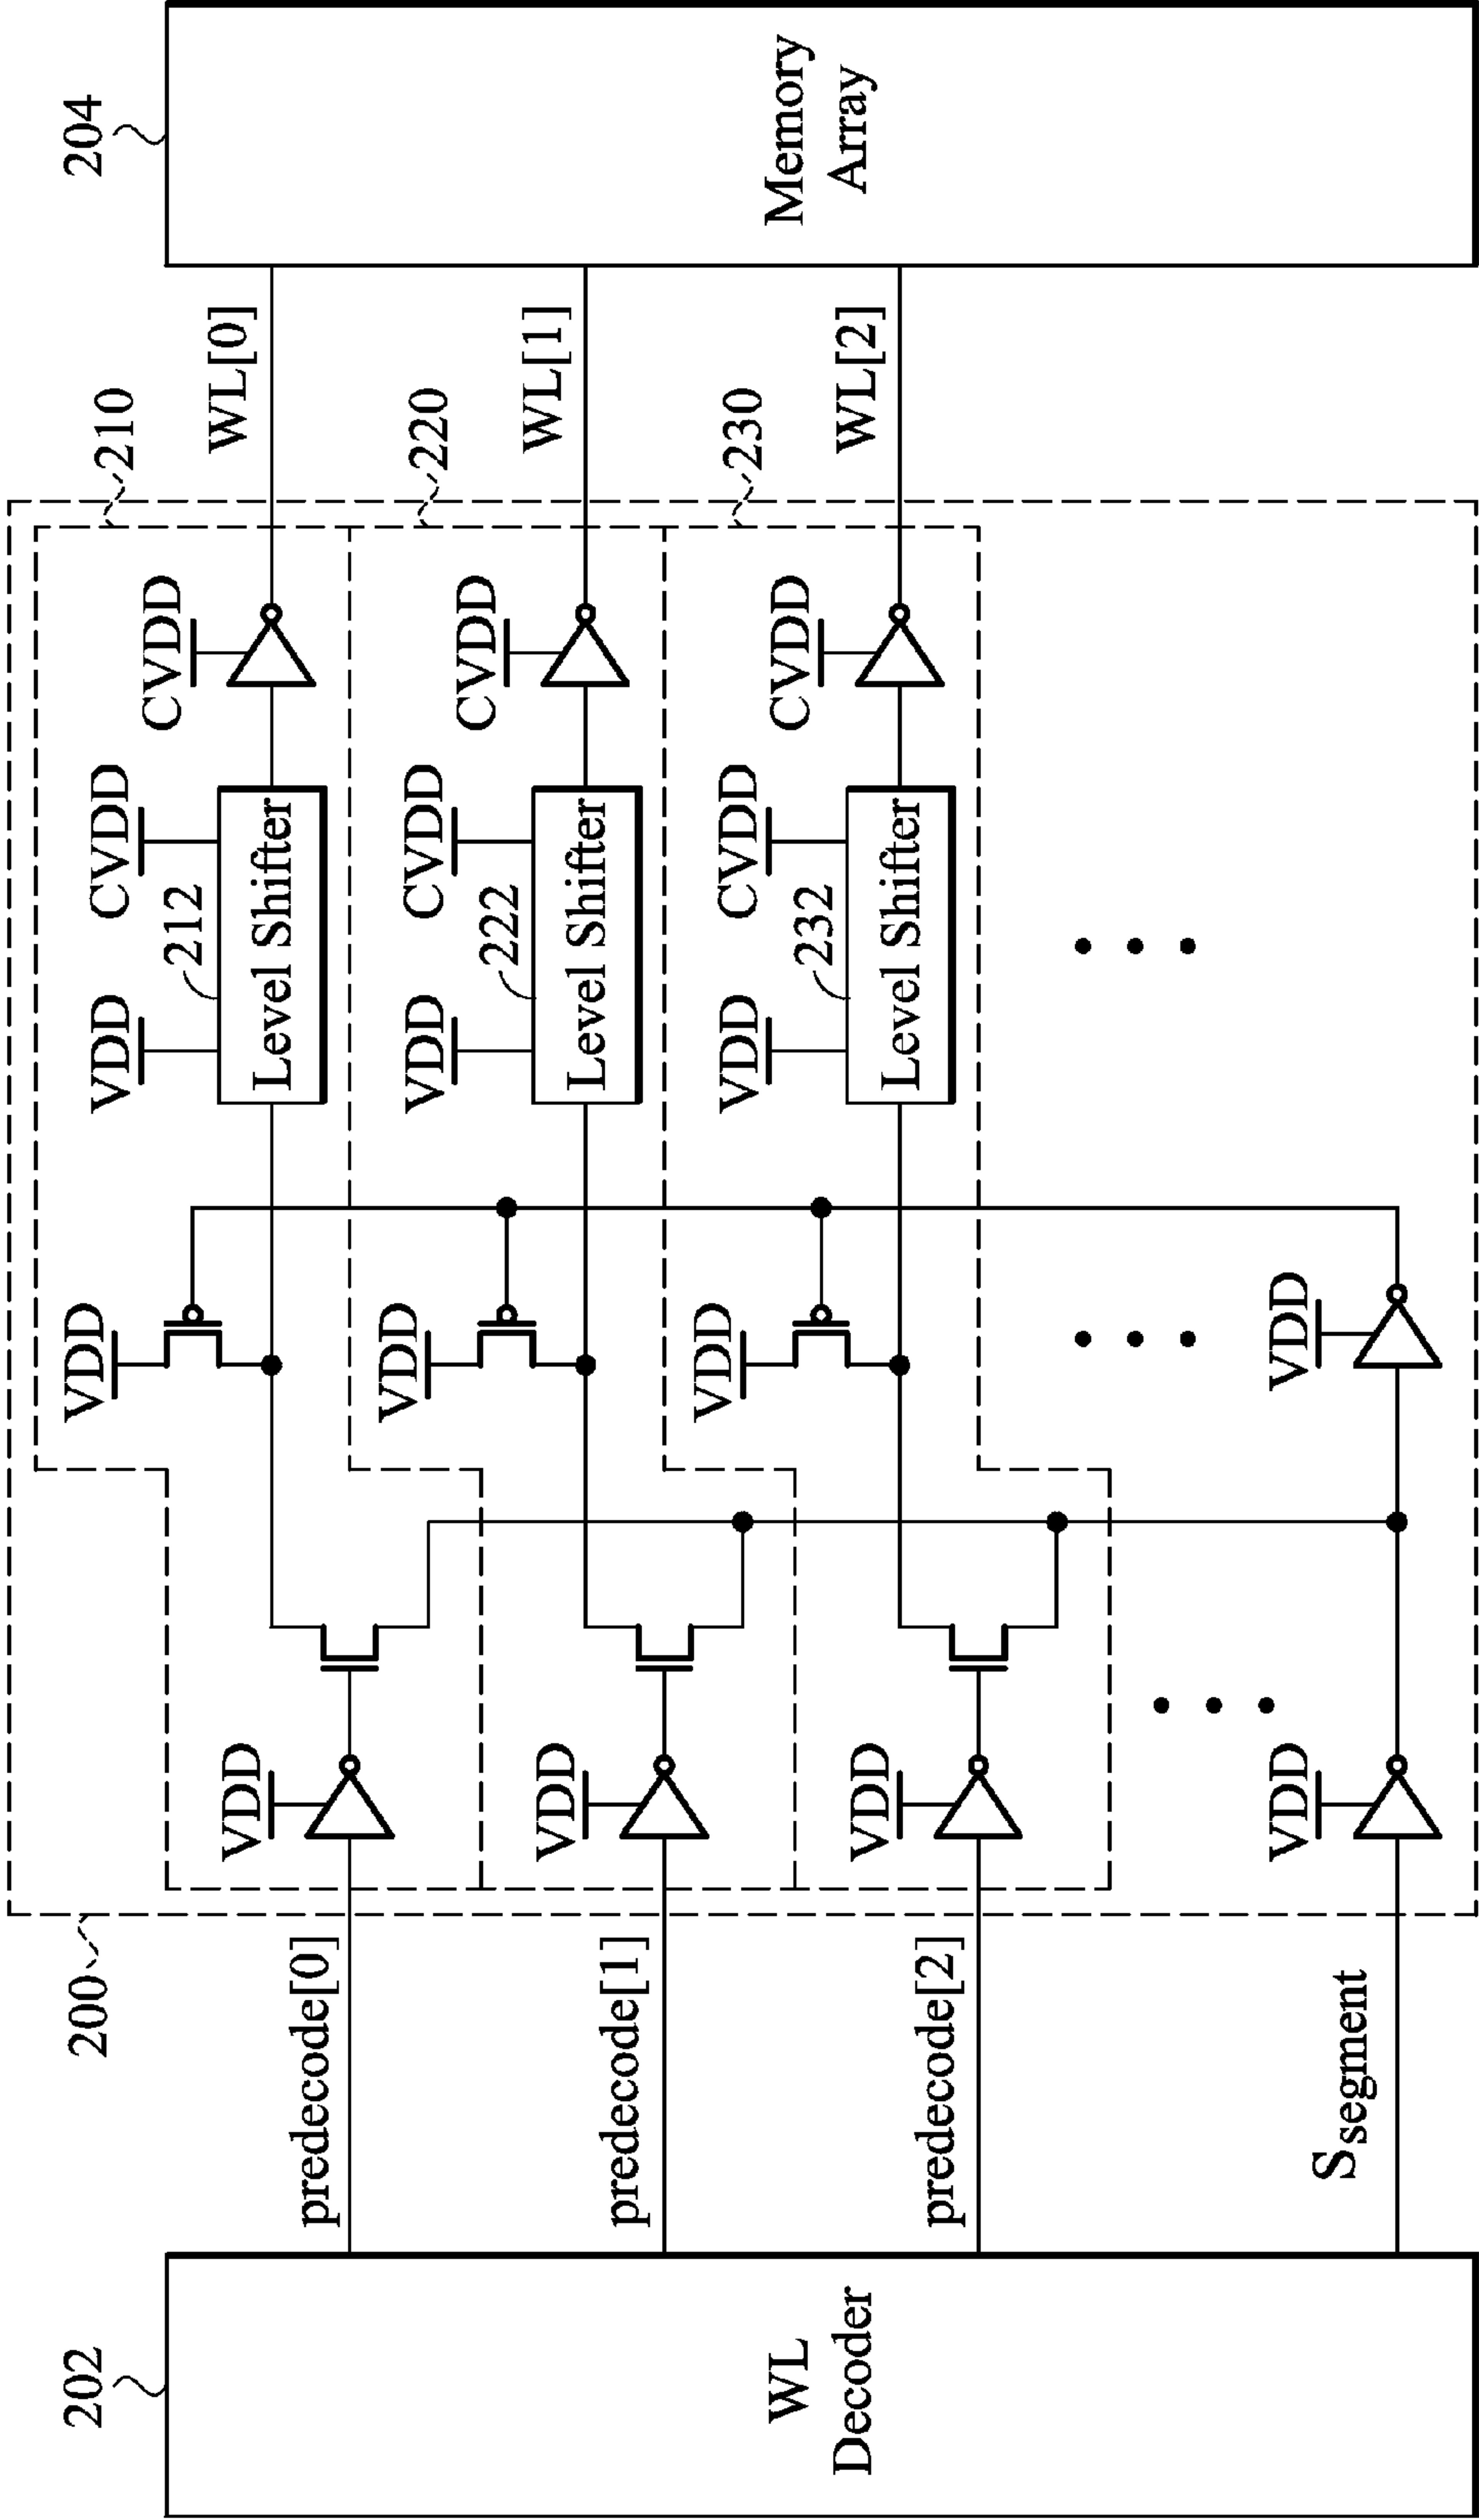 202
WL
Decoder
predecode[0]
predecode[1]
predecode[2]
Ssegment
200
VDD
VDD
VDD
VDD
VDD
VDD
VDD
VDD
VDD
212
CVDD
Level Shifter
VDD
222
CVDD
Level Shifter
VDD
232
CVDD
Level Shifter
CVDD
CVDD
CVDD
210
220
230
WL[0]
WL[1]
WL[2]
204
Memory
Array